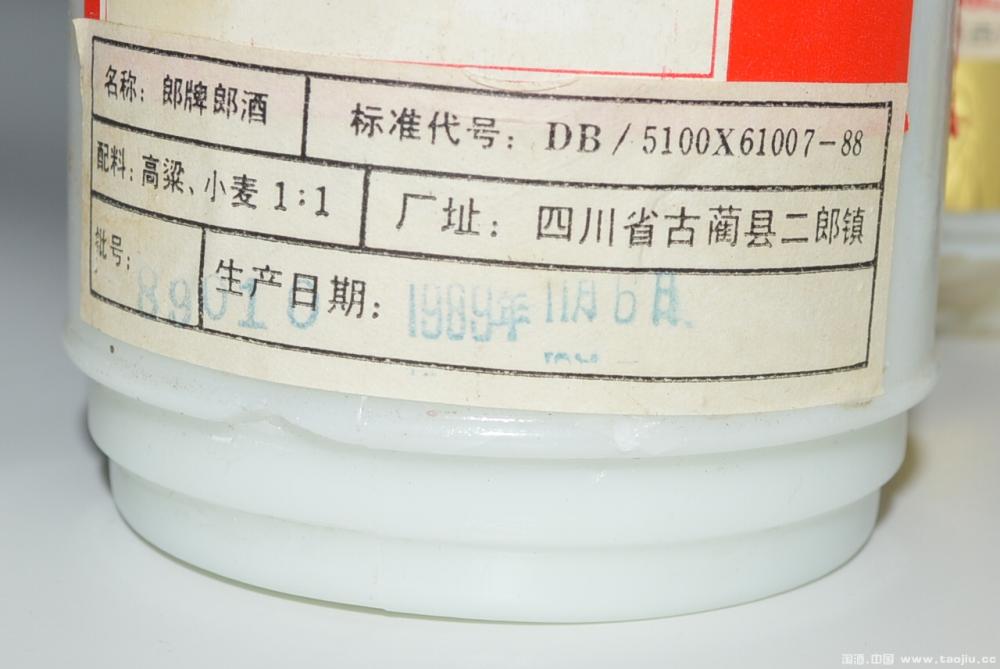 名称：郎牌郎酒
标准代号：DB/5100X61007-88
配料：高粱、小麦1:1
厂址：四川省古蔺县二郎镇
批号：89010
生产日期：1989年11月6日
淘酒.中国 www.taojiu.cc